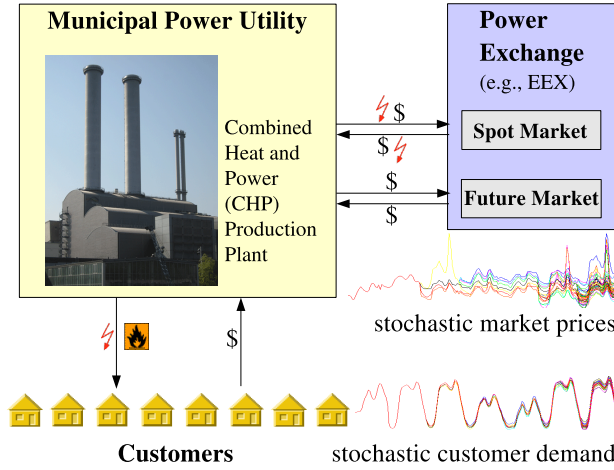 Municipal Power Utility
Combined
Heat and
Power
(CHP)
Production
Plant
Power
Exchange
(e.g., EEX)
$
$
Spot Market
$
$
Future Market
stochastic market prices
$
Customers
stochastic customer demand